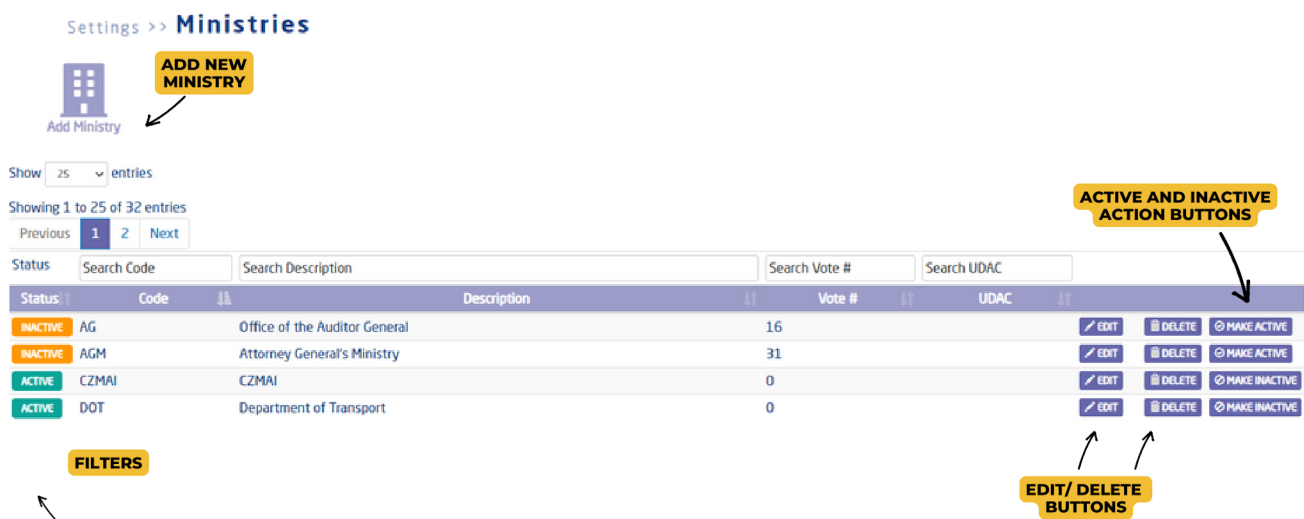 Settings >> Ministries
ADD NEW
MINISTRY
Add Ministry
Show 25 entries
Showing 1 to 25 of 32 entries
Previous 1 2 Next
ACTIVE AND INACTIVE
ACTION BUTTONS
Status Search Code Search Description Search Vote # Search UDAC
Status Code Description Vote # UDAC
INACTIVE AG Office of the Auditor General 16 EDIT DELETE MAKE ACTIVE
INACTIVE AGM Attorney General's Ministry 31 EDIT DELETE MAKE ACTIVE
ACTIVE CZMAI CZMAI 0 EDIT DELETE MAKE INACTIVE
ACTIVE DOT Department of Transport 0 EDIT DELETE MAKE INACTIVE
FILTERS
EDIT/ DELETE
BUTTONS